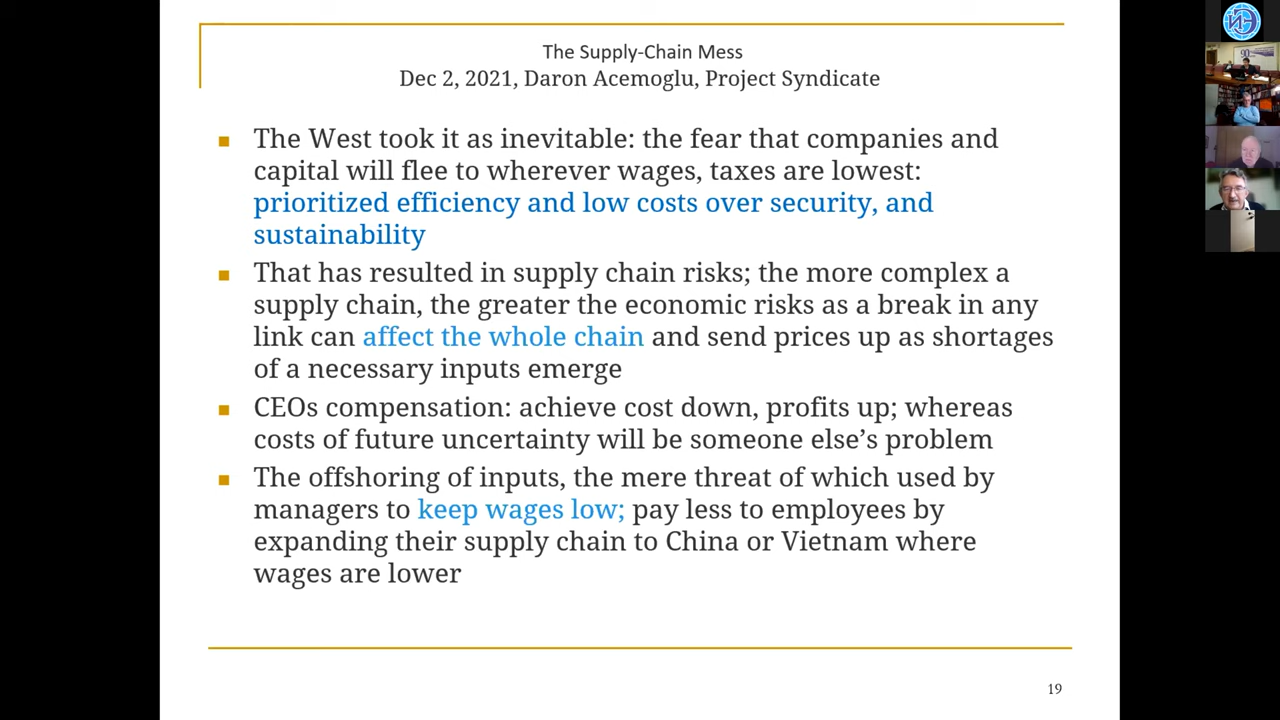 The Supply-Chain Mess
Dec 2, 2021, Daron Acemoglu, Project Syndicate
The West took it as inevitable: the fear that companies and
capital will flee to wherever wages, taxes are lowest:
prioritized efficiency and low costs over security, and
sustainability
That has resulted in supply chain risks; the more complex a
supply chain, the greater the economic risks as a break in any
link can affect the whole chain and send prices up as shortages
of a necessary inputs emerge
CEOs compensation: achieve cost down, profits up; whereas
costs of future uncertainty will be someone else’s problem
The offshoring of inputs, the mere threat of which used by
managers to keep wages low; pay less to employees by
expanding their supply chain to China or Vietnam where
wages are lower
19